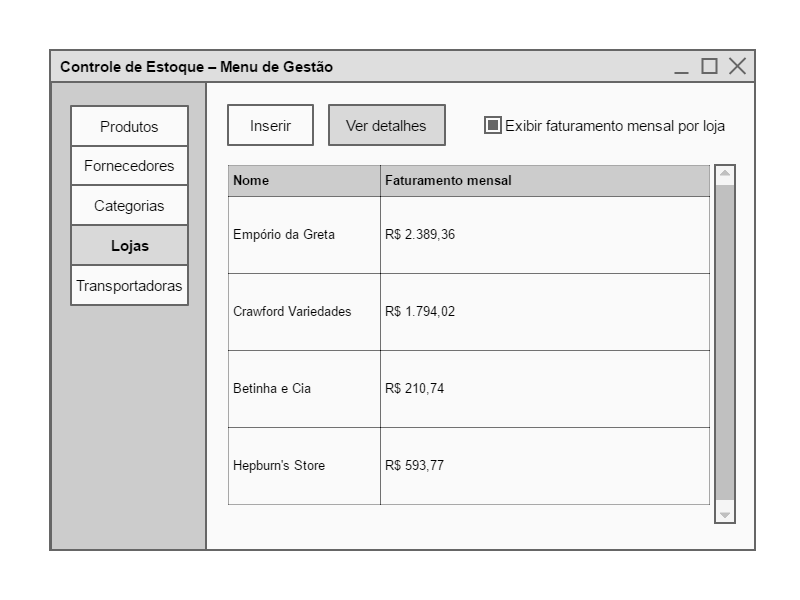 Controle de Estoque – Menu de Gestão
Produtos
Fornecedores
Categorias
Lojas
Transportadoras
Inserir
Ver detalhes
Exibir faturamento mensal por loja
Nome Faturamento mensal
Empório da Greta R$ 2.389,36
Crawford Variedades R$ 1.794,02
Betinha e Cia R$ 210,74
Hepburn's Store R$ 593,77